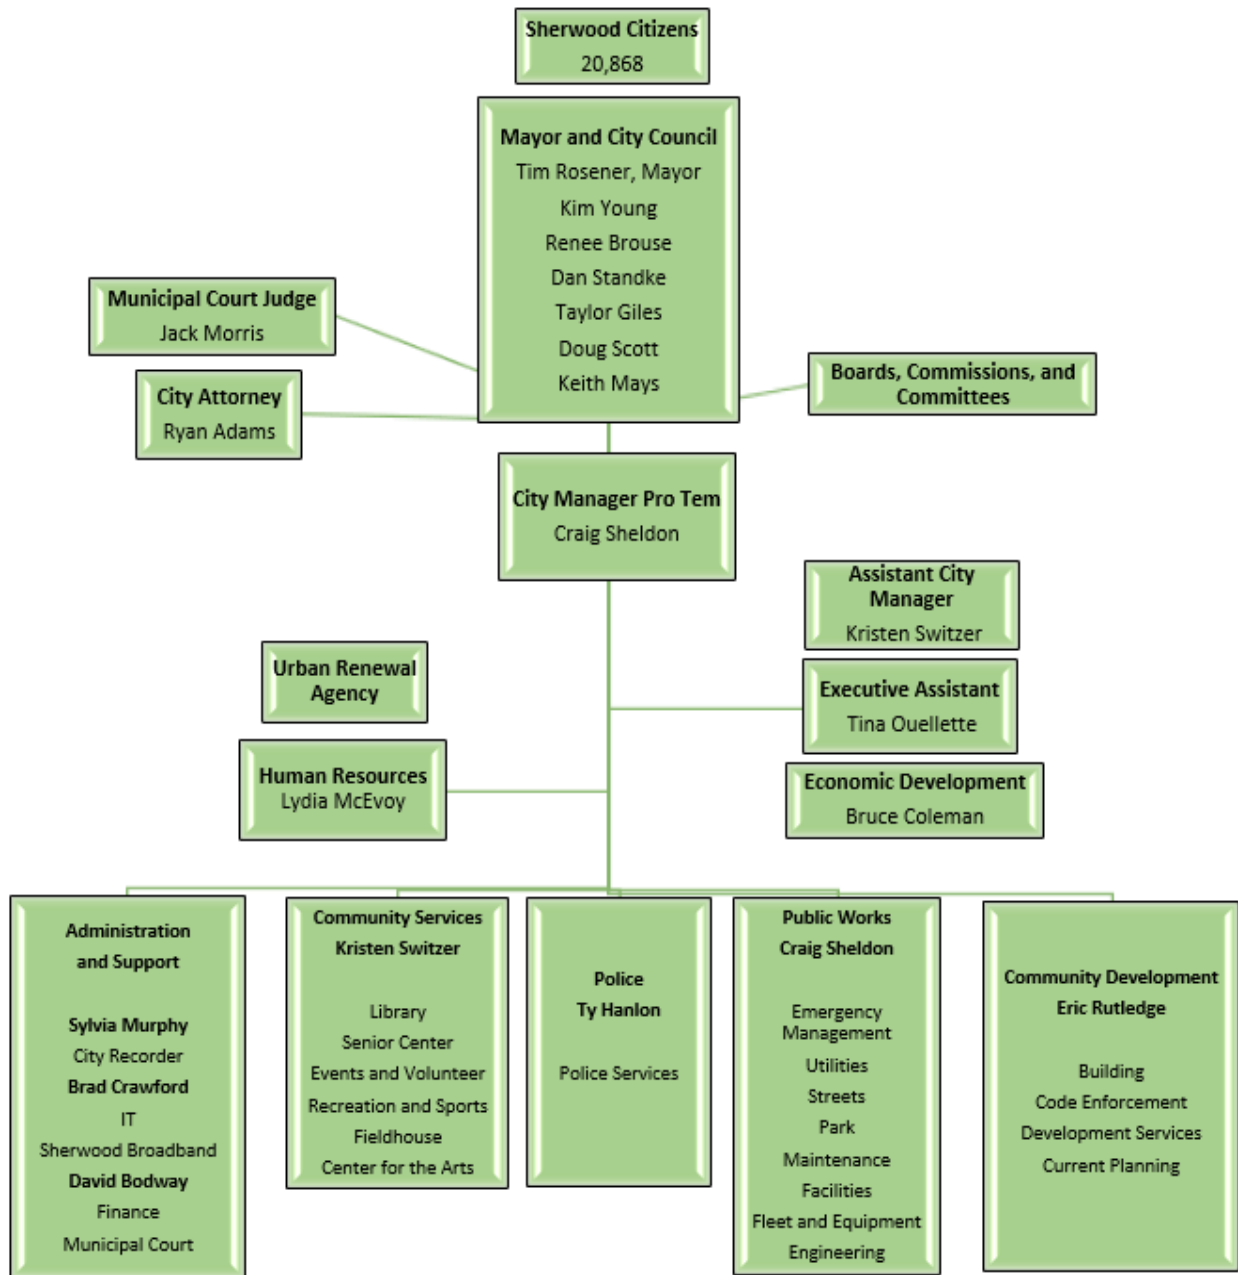 Sherwood Citizens
20,868
Mayor and City Council
Tim Rosener, Mayor
Kim Young
Renee Brouse
Dan Standke
Taylor Giles
Doug Scott
Keith Mays
Municipal Court Judge
Jack Morris
City Attorney
Ryan Adams
Boards, Commissions, and
Committees
City Manager Pro Tem
Craig Sheldon
Assistant City
Manager
Kristen Switzer
Urban Renewal
Agency
Executive Assistant
Tina Ouellette
Human Resources
Lydia McEvoy
Economic Development
Bruce Coleman
Administration
and Support
Sylvia Murphy
City Recorder
Brad Crawford
IT
Sherwood Broadband
David Bodway
Finance
Municipal Court
Community Services
Kristen Switzer
Library
Senior Center
Events and Volunteer
Recreation and Sports
Fieldhouse
Center for the Arts
Police
Ty Hanlon
Police Services
Public Works
Craig Sheldon
Emergency
Management
Utilities
Streets
Park
Maintenance
Facilities
Fleet and Equipment
Engineering
Community Development
Eric Rutledge
Building
Code Enforcement
Development Services
Current Planning